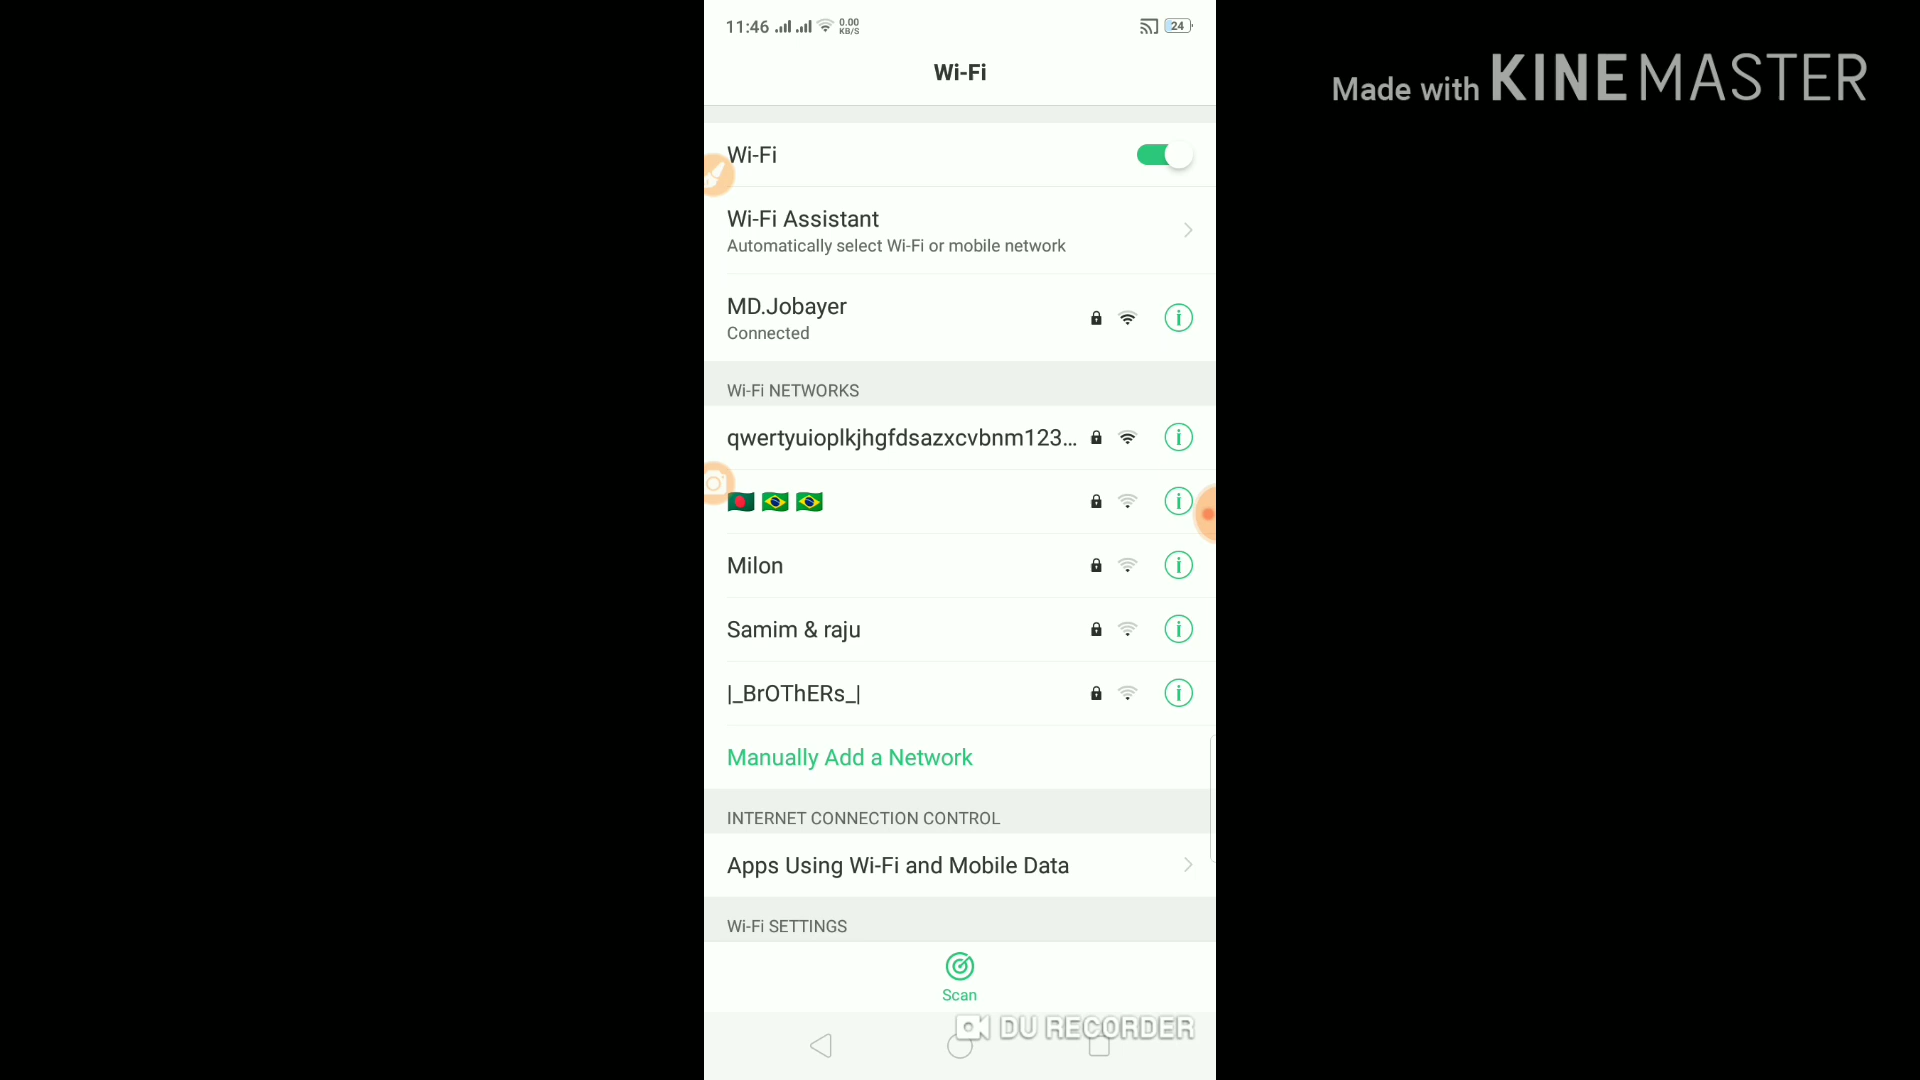 11:46 0.00 KB/S 24
Made with KINEMASTER
Wi-Fi
Wi-Fi
Wi-Fi Assistant
Automatically select Wi-Fi or mobile network
MD.Jobayer
Connected
Wi-Fi NETWORKS
qwertyuioplkjhgfdsazxcvbnm123...
🇧🇩 🇧🇷 🇧🇷
Milon
Samim & raju
|_BrOThERs_|
Manually Add a Network
INTERNET CONNECTION CONTROL
Apps Using Wi-Fi and Mobile Data
Wi-Fi SETTINGS
Scan
DU RECORDER